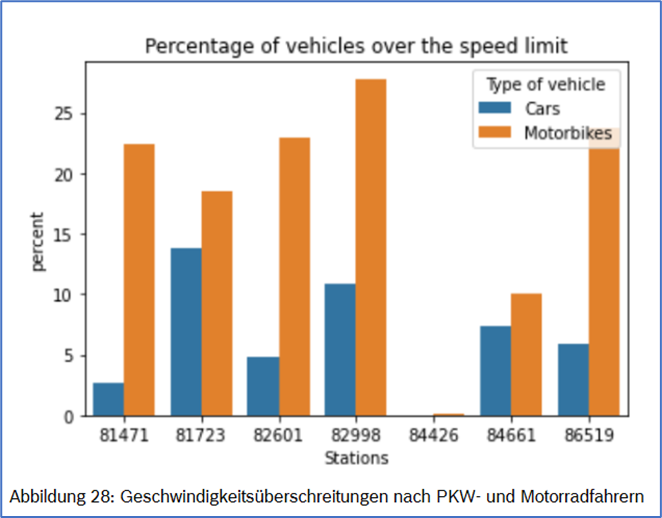 Percentage of vehicles over the speed limit
Type of vehicle
Cars
Motorbikes
25
20
15
10
5
0
percent
81471 81723 82601 82998 84426 84661 86519
Stations
Abbildung 28: Geschwindigkeitsüberschreitungen nach PKW- und Motorradfahrern